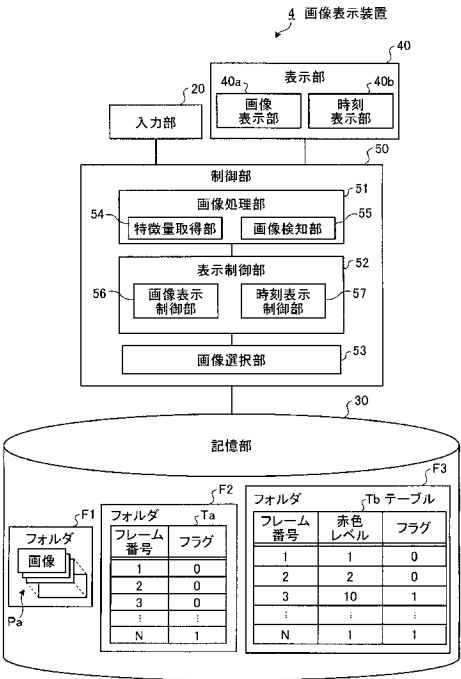 4 画像表示装置
40
表示部
40a
40b
画像
表示部
時刻
表示部
20
入力部
50
制御部
51
画像処理部
54
特徴量取得部
55
画像検知部
52
表示制御部
56
画像表示
制御部
57
時刻表示
制御部
53
画像選択部
30
記憶部
F1
フォルダ
画像
Pa
F2
フォルダ
Ta
フレーム
番号
フラグ
1 0
2 0
3 0
⋮ ⋮
N 1
F3
フォルダ
Tb テーブル
フレーム
番号
赤色
レベル
フラグ
1 1 0
2 2 0
3 10 1
⋮ ⋮ ⋮
N 1 1